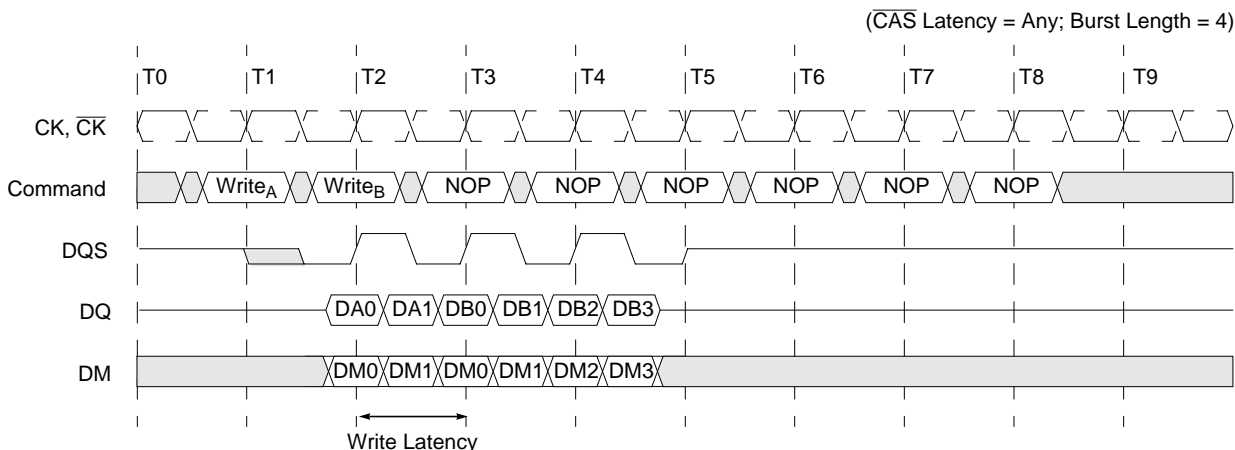 (C̅A̅S̅ Latency = Any; Burst Length = 4)
T0 T1 T2 T3 T4 T5 T6 T7 T8 T9
CK, C̅K̅
Command WriteA WriteB NOP NOP NOP NOP NOP NOP
DQS
DQ DA0 DA1 DB0 DB1 DB2 DB3
DM DM0 DM1 DM0 DM1 DM2 DM3
Write Latency